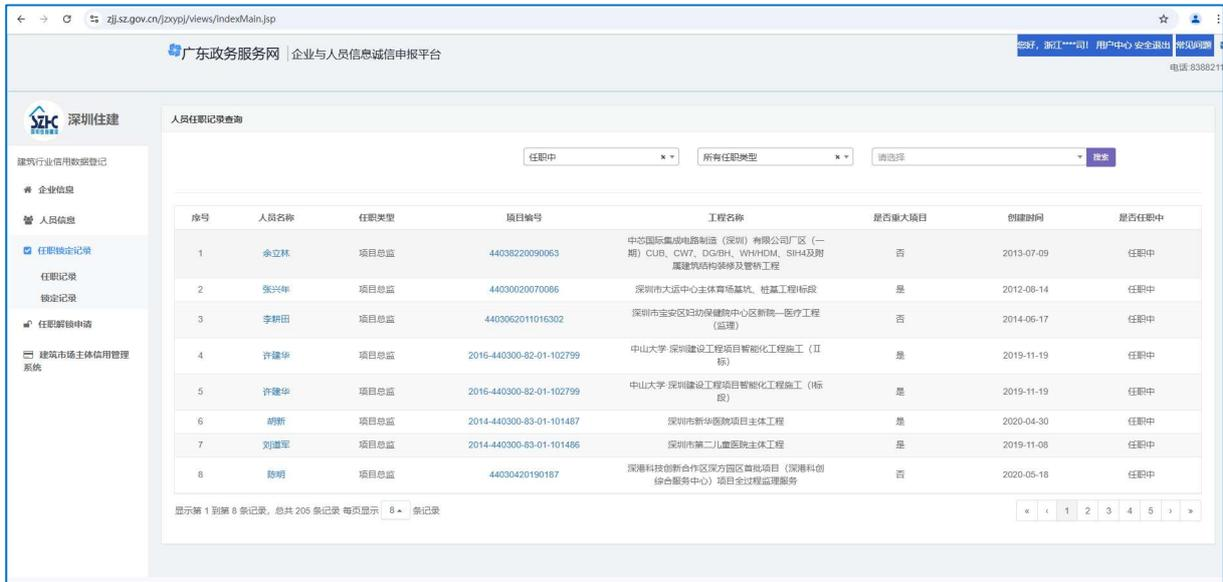 zjj.sz.gov.cn/jzxypj/views/indexMain.jsp
广东政务服务网 企业与人员信息诚信申报平台
您好，浙江****司！ 用户中心 安全退出 常见问题
电话:8388211
SZHC 深圳住建
人员任职记录查询
任职中 × 所有任职类型 × 请选择 搜索
建筑行业信用数据登记
企业信息
人员信息
任职锁定记录
任职记录
锁定记录
任职解锁申请
建筑市场主体信用管理
系统
序号 人员名称 任职类型 项目编号 工程名称 是否重大项目 创建时间 是否任职中
中芯国际集成电路制造（深圳）有限公司厂区（一
1 余立林 项目总监 44038220090063 期）CUB、CW7、DG/BH、WH/HDM、SIH4及附 否 2013-07-09 任职中
属建筑结构装修及管桥工程
2 张兴年 项目总监 44030020070086 深圳市大运中心主体育场基坑、桩基工程I标段 是 2012-08-14 任职中
深圳市宝安区妇幼保健院中心区新院—医疗工程
3 李耕田 项目总监 4403062011016302 否 2014-06-17 任职中
（监理）
中山大学·深圳建设工程项目智能化工程施工（II
4 许建华 项目总监 2016-440300-82-01-102799 是 2019-11-19 任职中
标）
中山大学·深圳建设工程项目智能化工程施工（I标
5 许建华 项目总监 2016-440300-82-01-102799 是 2019-11-19 任职中
段）
6 胡新 项目总监 2014-440300-83-01-101487 深圳市新华医院项目主体工程 是 2020-04-30 任职中
7 刘道军 项目总监 2014-440300-83-01-101486 深圳市第二儿童医院主体工程 是 2019-11-08 任职中
深港科技创新合作区深方园区首批项目（深港科创
8 陈明 项目总监 44030420190187 否 2020-05-18 任职中
综合服务中心）项目全过程监理服务
显示第 1 到第 8 条记录，总共 205 条记录 每页显示 8 条记录
« ‹ 1 2 3 4 5 › »